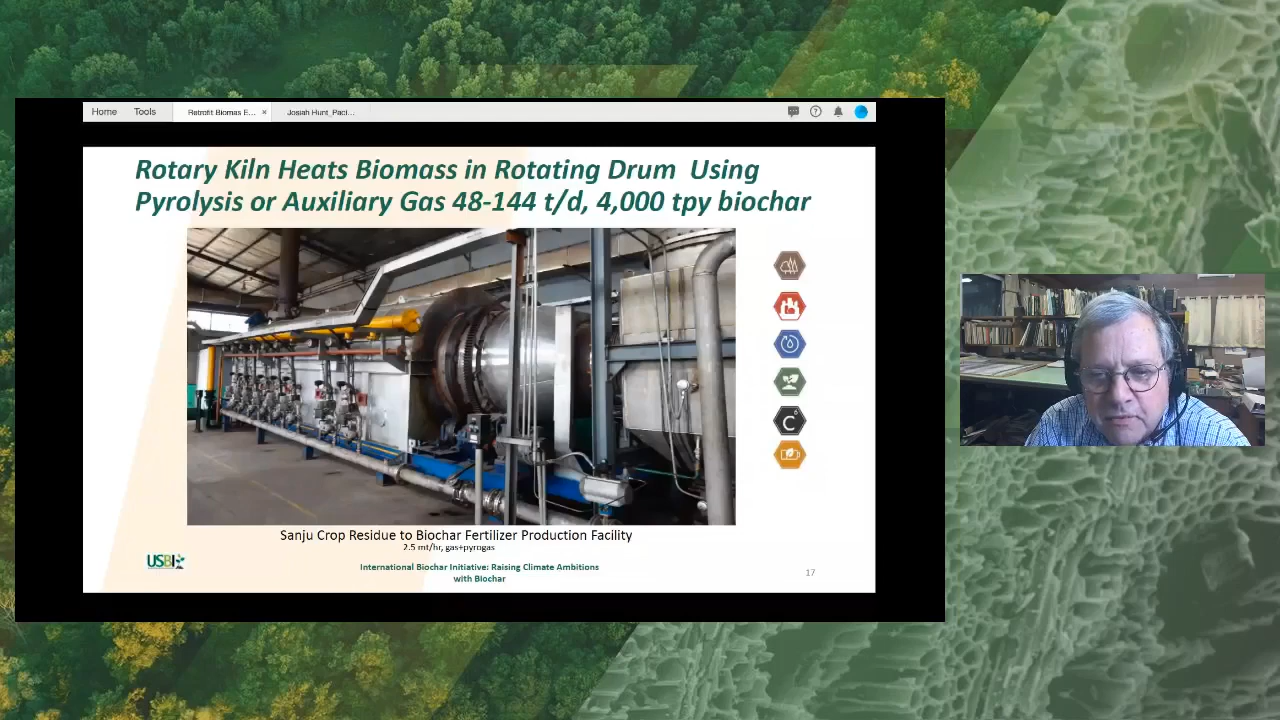 Home Tools Retrofit Biomas E... × Josiah Hunt_Paci...
Rotary Kiln Heats Biomass in Rotating Drum Using
Pyrolysis or Auxiliary Gas 48-144 t/d, 4,000 tpy biochar
C 6
Sanju Crop Residue to Biochar Fertilizer Production Facility
2.5 mt/hr, gas+pyrogas
USBI
International Biochar Initiative: Raising Climate Ambitions
with Biochar
17